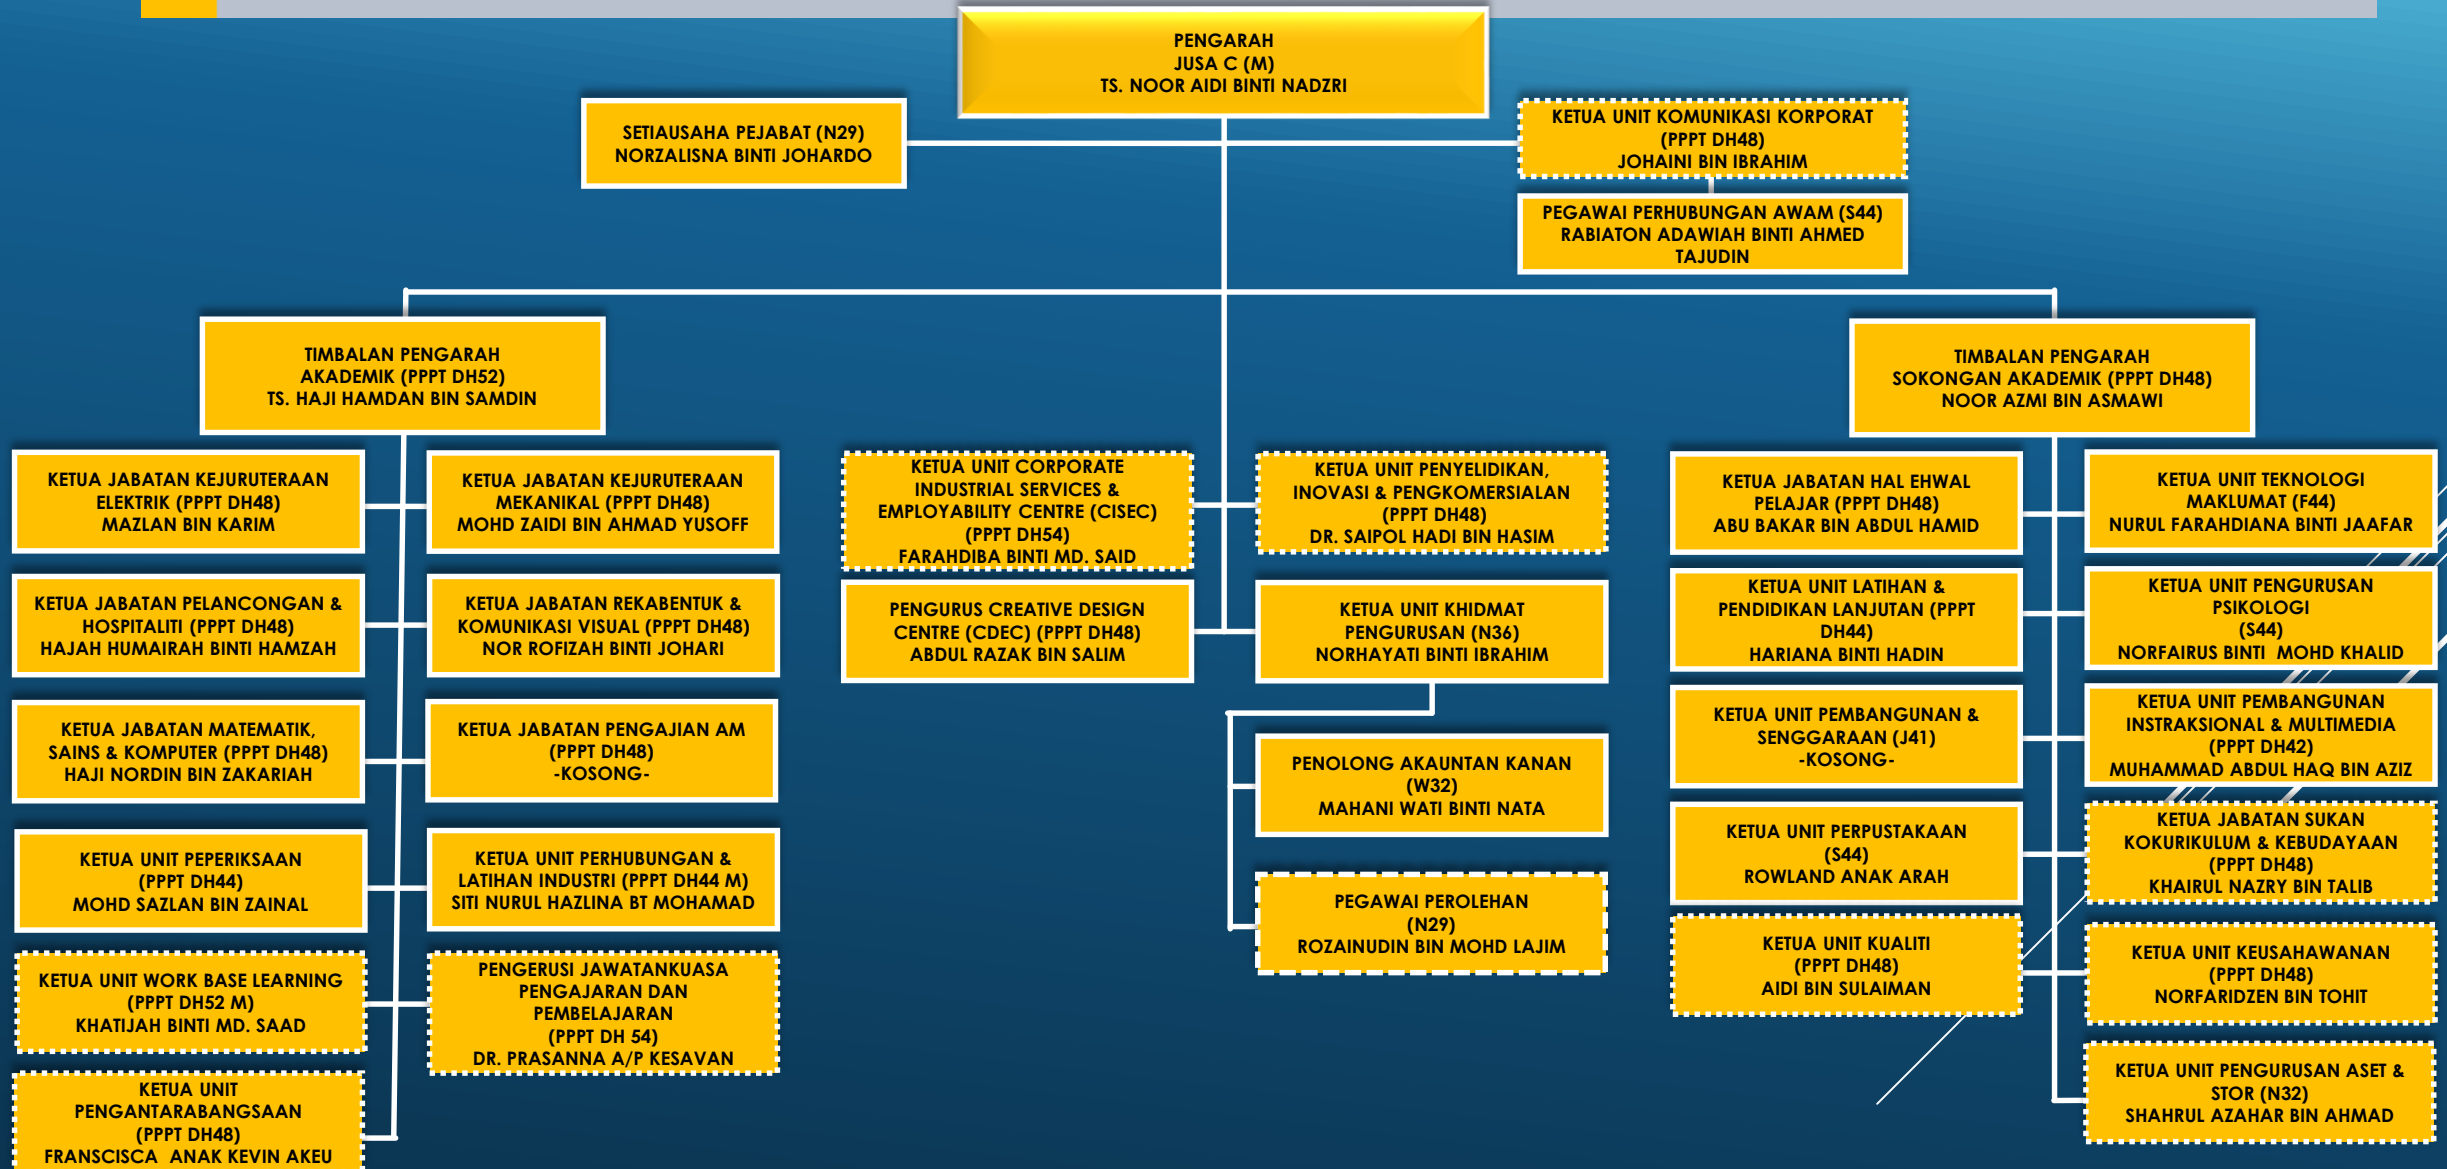 PENGARAH
JUSA C (M)
TS. NOOR AIDI BINTI NADZRI
SETIAUSAHA PEJABAT (N29)
NORZALISNA BINTI JOHARDO
KETUA UNIT KOMUNIKASI KORPORAT
(PPPT DH48)
JOHAINI BIN IBRAHIM
PEGAWAI PERHUBUNGAN AWAM (S44)
RABIATON ADAWIAH BINTI AHMED
TAJUDIN
TIMBALAN PENGARAH
AKADEMIK (PPPT DH52)
TS. HAJI HAMDAN BIN SAMDIN
TIMBALAN PENGARAH
SOKONGAN AKADEMIK (PPPT DH48)
NOOR AZMI BIN ASMAWI
KETUA JABATAN KEJURUTERAAN
ELEKTRIK (PPPT DH48)
MAZLAN BIN KARIM
KETUA JABATAN KEJURUTERAAN
MEKANIKAL (PPPT DH48)
MOHD ZAIDI BIN AHMAD YUSOFF
KETUA JABATAN PELANCONGAN &
HOSPITALITI (PPPT DH48)
HAJAH HUMAIRAH BINTI HAMZAH
KETUA JABATAN REKABENTUK &
KOMUNIKASI VISUAL (PPPT DH48)
NOR ROFIZAH BINTI JOHARI
KETUA JABATAN MATEMATIK,
SAINS & KOMPUTER (PPPT DH48)
HAJI NORDIN BIN ZAKARIAH
KETUA JABATAN PENGAJIAN AM
(PPPT DH48)
-KOSONG-
KETUA UNIT PEPERIKSAAN
(PPPT DH44)
MOHD SAZLAN BIN ZAINAL
KETUA UNIT PERHUBUNGAN &
LATIHAN INDUSTRI (PPPT DH44 M)
SITI NURUL HAZLINA BT MOHAMAD
KETUA UNIT WORK BASE LEARNING
(PPPT DH52 M)
KHATIJAH BINTI MD. SAAD
PENGERUSI JAWATANKUASA
PENGAJARAN DAN
PEMBELAJARAN
(PPPT DH 54)
DR. PRASANNA A/P KESAVAN
KETUA UNIT
PENGANTARABANGSAAN
(PPPT DH48)
FRANSCISCA ANAK KEVIN AKEU
KETUA UNIT CORPORATE
INDUSTRIAL SERVICES &
EMPLOYABILITY CENTRE (CISEC)
(PPPT DH54)
FARAHDIBA BINTI MD. SAID
KETUA UNIT PENYELIDIKAN,
INOVASI & PENGKOMERSIALAN
(PPPT DH48)
DR. SAIPOL HADI BIN HASIM
PENGURUS CREATIVE DESIGN
CENTRE (CDEC) (PPPT DH48)
ABDUL RAZAK BIN SALIM
KETUA UNIT KHIDMAT
PENGURUSAN (N36)
NORHAYATI BINTI IBRAHIM
PENOLONG AKAUNTAN KANAN
(W32)
MAHANI WATI BINTI NATA
PEGAWAI PEROLEHAN
(N29)
ROZAINUDIN BIN MOHD LAJIM
KETUA JABATAN HAL EHWAL
PELAJAR (PPPT DH48)
ABU BAKAR BIN ABDUL HAMID
KETUA UNIT TEKNOLOGI
MAKLUMAT (F44)
NURUL FARAHDIANA BINTI JAAFAR
KETUA UNIT LATIHAN &
PENDIDIKAN LANJUTAN (PPPT
DH44)
HARIANA BINTI HADIN
KETUA UNIT PENGURUSAN
PSIKOLOGI
(S44)
NORFAIRUS BINTI MOHD KHALID
KETUA UNIT PEMBANGUNAN &
SENGGARAAN (J41)
-KOSONG-
KETUA UNIT PEMBANGUNAN
INSTRAKSIONAL & MULTIMEDIA
(PPPT DH42)
MUHAMMAD ABDUL HAQ BIN AZIZ
KETUA UNIT PERPUSTAKAAN
(S44)
ROWLAND ANAK ARAH
KETUA JABATAN SUKAN
KOKURIKULUM & KEBUDAYAAN
(PPPT DH48)
KHAIRUL NAZRY BIN TALIB
KETUA UNIT KUALITI
(PPPT DH48)
AIDI BIN SULAIMAN
KETUA UNIT KEUSAHAWANAN
(PPPT DH48)
NORFARIDZEN BIN TOHIT
KETUA UNIT PENGURUSAN ASET &
STOR (N32)
SHAHRUL AZAHAR BIN AHMAD